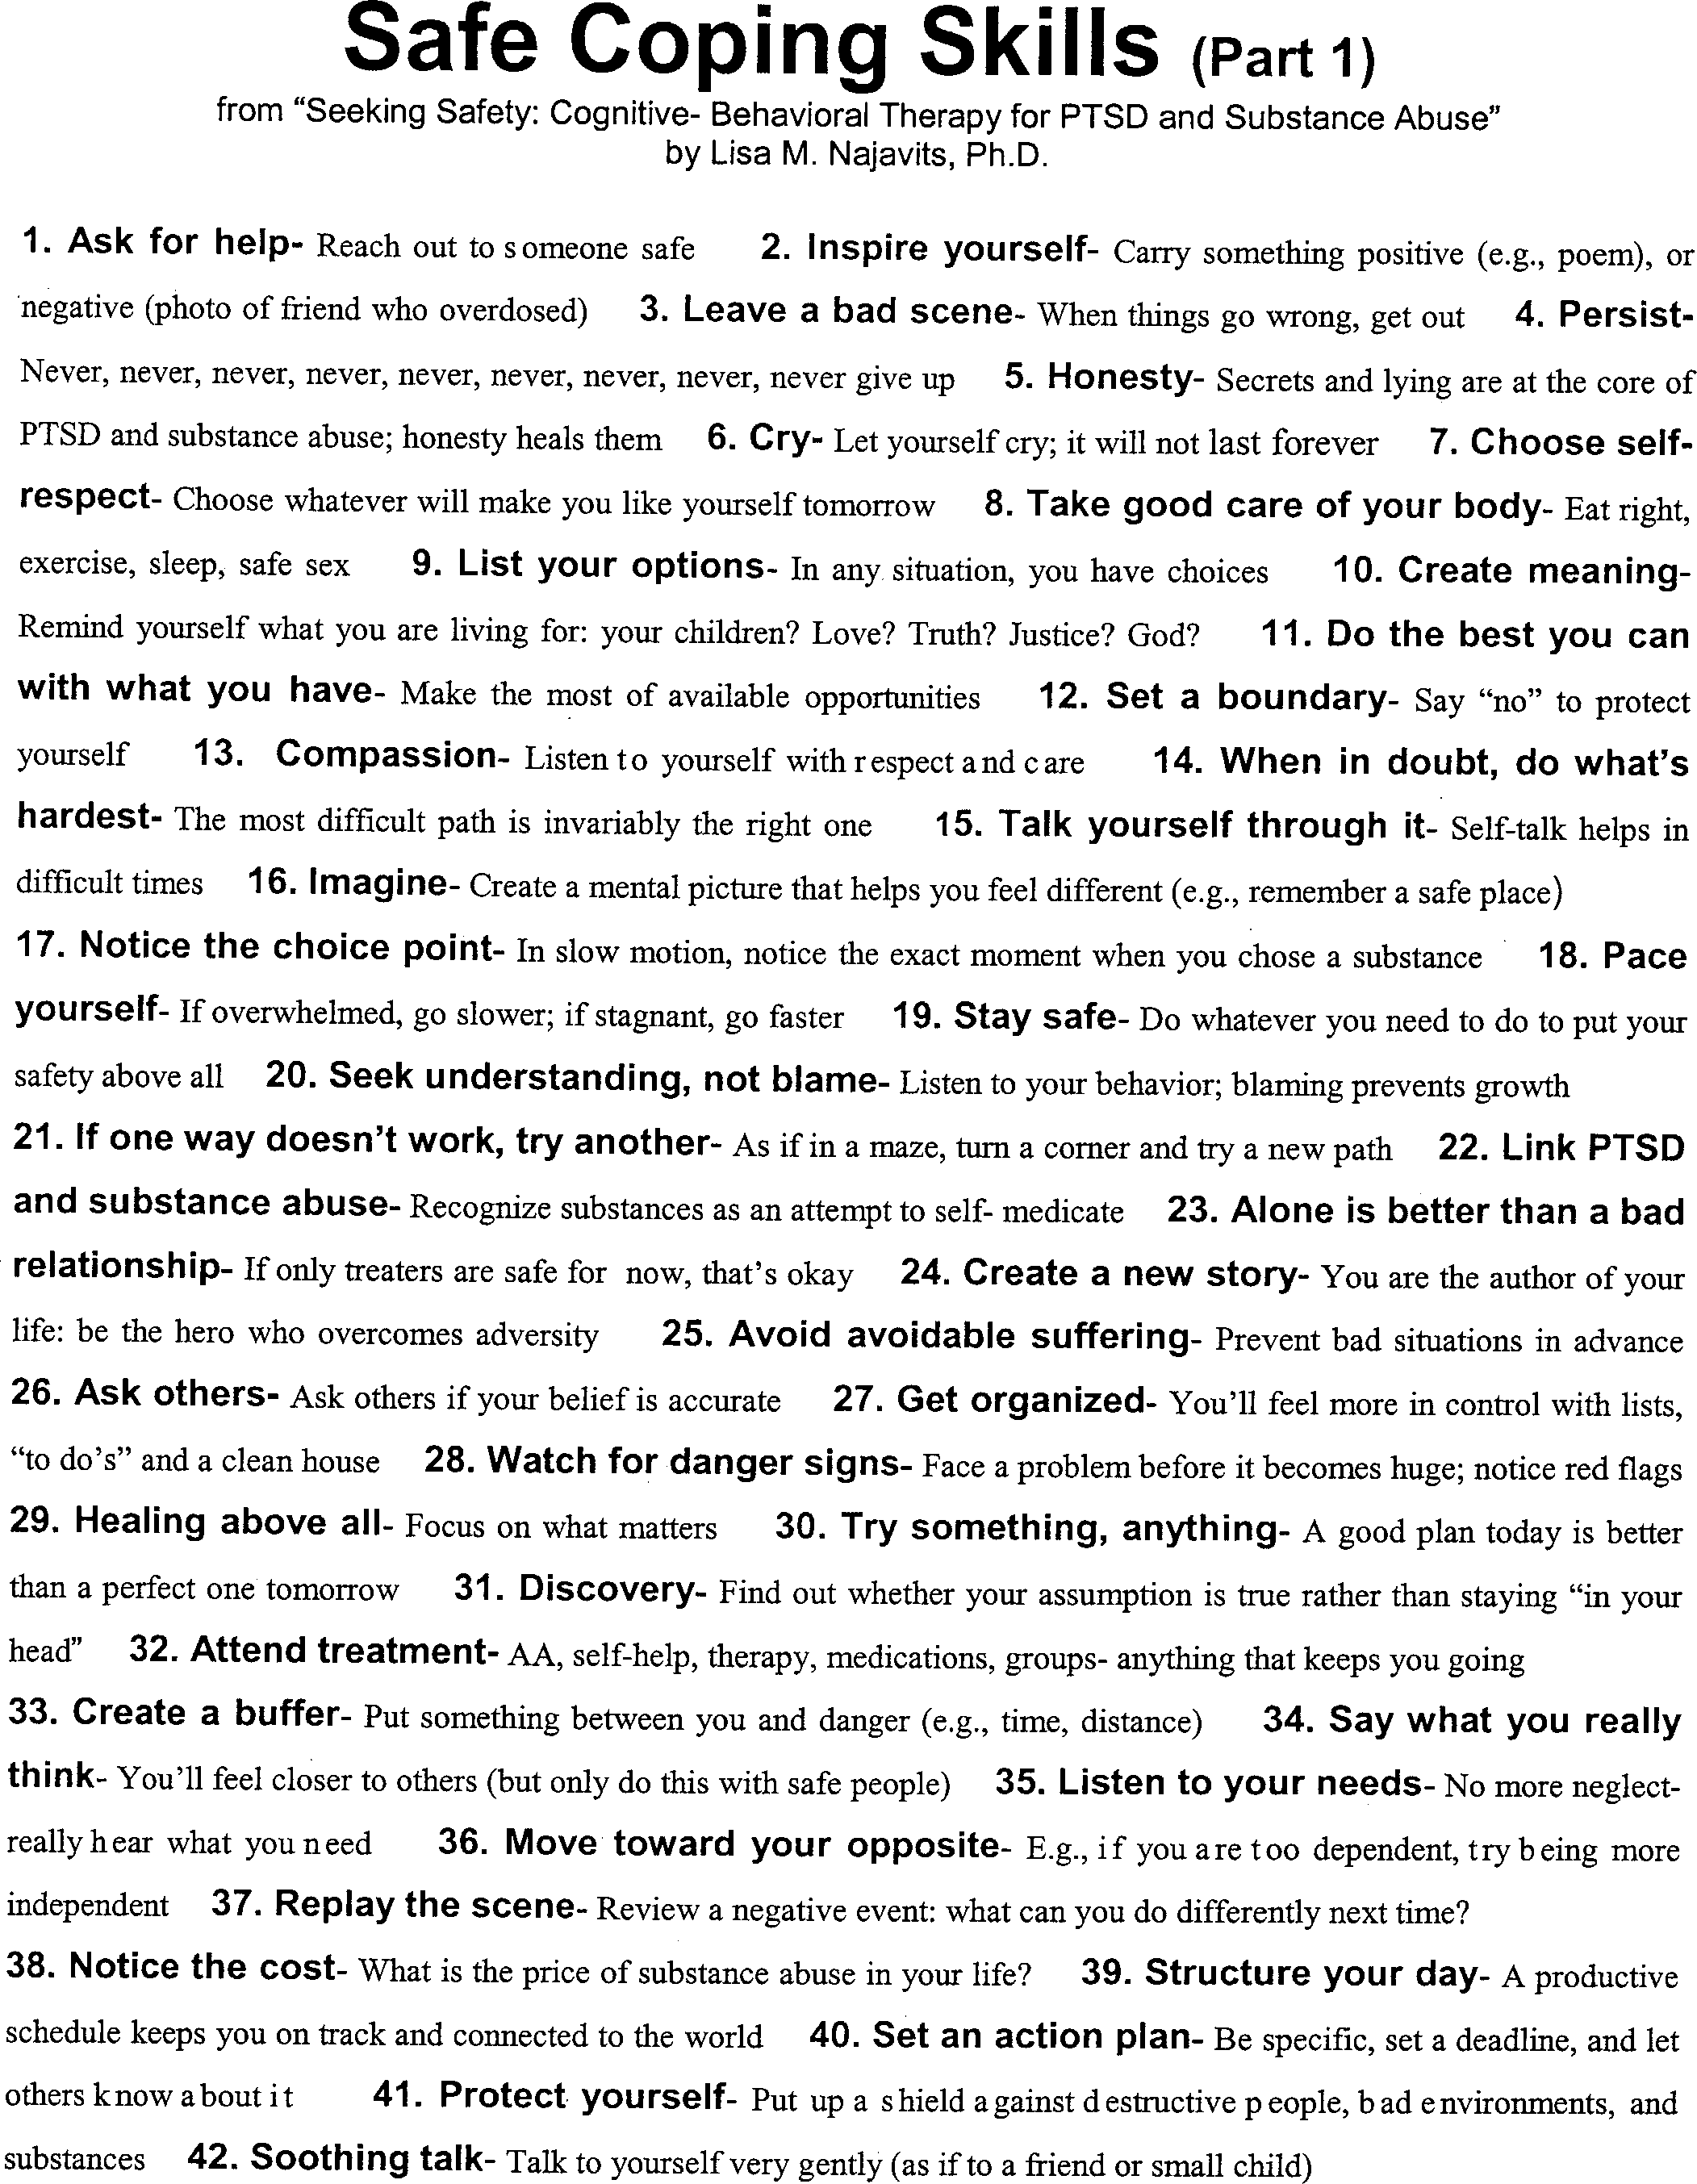 Safe Coping Skills (Part 1)
from “Seeking Safety: Cognitive- Behavioral Therapy for PTSD and Substance Abuse”
by Lisa M. Najavits, Ph.D.
1. Ask for help- Reach out to someone safe 2. Inspire yourself- Carry something positive (e.g., poem), or
negative (photo of friend who overdosed) 3. Leave a bad scene- When things go wrong, get out 4. Persist-
Never, never, never, never, never, never, never, never, never give up 5. Honesty- Secrets and lying are at the core of
PTSD and substance abuse; honesty heals them 6. Cry- Let yourself cry; it will not last forever 7. Choose self-
respect- Choose whatever will make you like yourself tomorrow 8. Take good care of your body- Eat right,
exercise, sleep, safe sex 9. List your options- In any situation, you have choices 10. Create meaning-
Remind yourself what you are living for: your children? Love? Truth? Justice? God? 11. Do the best you can
with what you have- Make the most of available opportunities 12. Set a boundary- Say “no” to protect
yourself 13. Compassion- Listen to yourself with respect and care 14. When in doubt, do what’s
hardest- The most difficult path is invariably the right one 15. Talk yourself through it- Self-talk helps in
difficult times 16. Imagine- Create a mental picture that helps you feel different (e.g., remember a safe place)
17. Notice the choice point- In slow motion, notice the exact moment when you chose a substance 18. Pace
yourself- If overwhelmed, go slower; if stagnant, go faster 19. Stay safe- Do whatever you need to do to put your
safety above all 20. Seek understanding, not blame- Listen to your behavior; blaming prevents growth
21. If one way doesn’t work, try another- As if in a maze, turn a corner and try a new path 22. Link PTSD
and substance abuse- Recognize substances as an attempt to self- medicate 23. Alone is better than a bad
relationship- If only treaters are safe for now, that’s okay 24. Create a new story- You are the author of your
life: be the hero who overcomes adversity 25. Avoid avoidable suffering- Prevent bad situations in advance
26. Ask others- Ask others if your belief is accurate 27. Get organized- You’ll feel more in control with lists,
“to do’s” and a clean house 28. Watch for danger signs- Face a problem before it becomes huge; notice red flags
29. Healing above all- Focus on what matters 30. Try something, anything- A good plan today is better
than a perfect one tomorrow 31. Discovery- Find out whether your assumption is true rather than staying “in your
head” 32. Attend treatment- AA, self-help, therapy, medications, groups- anything that keeps you going
33. Create a buffer- Put something between you and danger (e.g., time, distance) 34. Say what you really
think- You’ll feel closer to others (but only do this with safe people) 35. Listen to your needs- No more neglect-
really hear what you need 36. Move toward your opposite- E.g., if you are too dependent, try being more
independent 37. Replay the scene- Review a negative event: what can you do differently next time?
38. Notice the cost- What is the price of substance abuse in your life? 39. Structure your day- A productive
schedule keeps you on track and connected to the world 40. Set an action plan- Be specific, set a deadline, and let
others know about it 41. Protect yourself- Put up a shield against destructive people, bad environments, and
substances 42. Soothing talk- Talk to yourself very gently (as if to a friend or small child)